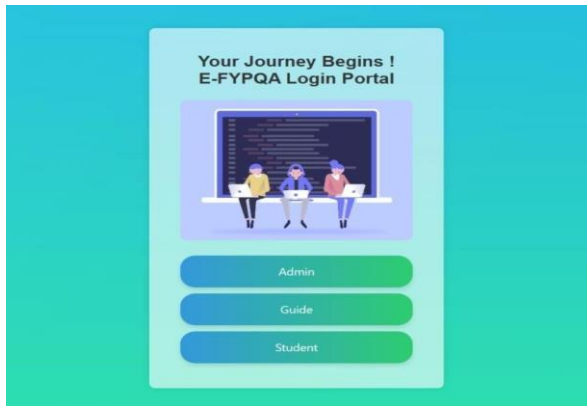 Your Journey Begins !
E-FYPQA Login Portal
Admin
Guide
Student